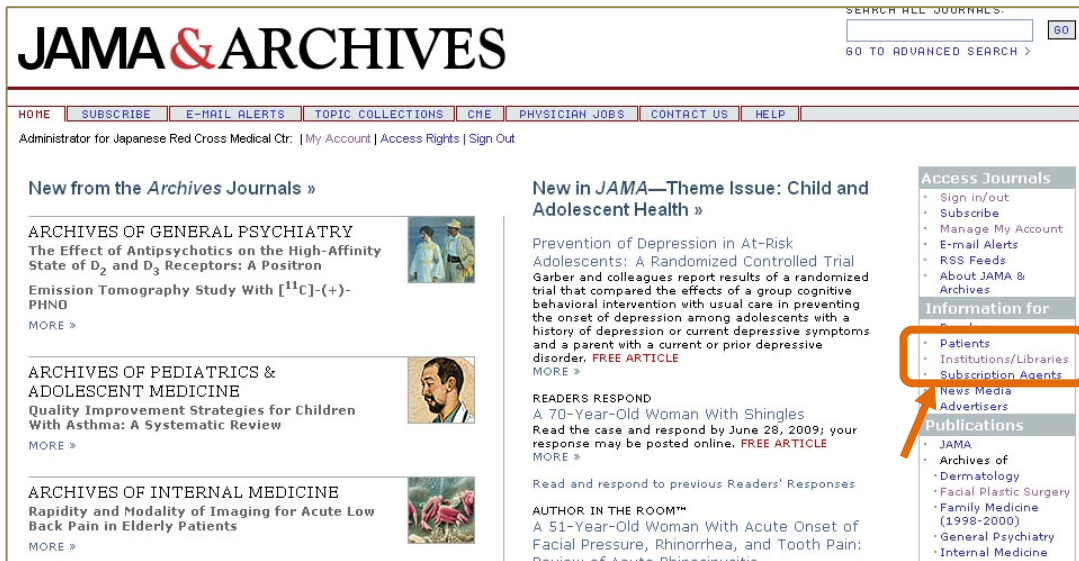 SEARCH ALL JOURNALS:
GO
GO TO ADVANCED SEARCH >
JAMA&ARCHIVES
HOME SUBSCRIBE E-MAIL ALERTS TOPIC COLLECTIONS CME PHYSICIAN JOBS CONTACT US HELP
Administrator for Japanese Red Cross Medical Ctr: | My Account | Access Rights | Sign Out
New from the Archives Journals »
ARCHIVES OF GENERAL PSYCHIATRY
The Effect of Antipsychotics on the High-Affinity
State of D2 and D3 Receptors: A Positron
Emission Tomography Study With [11C]-(+)-
PHNO
MORE »
ARCHIVES OF PEDIATRICS &
ADOLESCENT MEDICINE
Quality Improvement Strategies for Children
With Asthma: A Systematic Review
MORE »
ARCHIVES OF INTERNAL MEDICINE
Rapidity and Modality of Imaging for Acute Low
Back Pain in Elderly Patients
MORE »
New in JAMA—Theme Issue: Child and
Adolescent Health »
Prevention of Depression in At-Risk
Adolescents: A Randomized Controlled Trial
Garber and colleagues report results of a randomized
trial that compared the effects of a group cognitive
behavioral intervention with usual care in preventing
the onset of depression among adolescents with a
history of depression or current depressive symptoms
and a parent with a current or prior depressive
disorder. FREE ARTICLE
MORE »
READERS RESPOND
A 70-Year-Old Woman With Shingles
Read the case and respond by June 28, 2009; your
response may be posted online. FREE ARTICLE
MORE »
Read and respond to previous Readers' Responses
AUTHOR IN THE ROOM™
A 51-Year-Old Woman With Acute Onset of
Facial Pressure, Rhinorrhea, and Tooth Pain:
Review of Acute Rhinosinusitis
Access Journals
Sign in/out
Subscribe
Manage My Account
E-mail Alerts
RSS Feeds
About JAMA &
Archives
Information for
Patients
Institutions/Libraries
Subscription Agents
News Media
Advertisers
Publications
JAMA
Archives of
Dermatology
Facial Plastic Surgery
Family Medicine
(1998-2000)
General Psychiatry
Internal Medicine